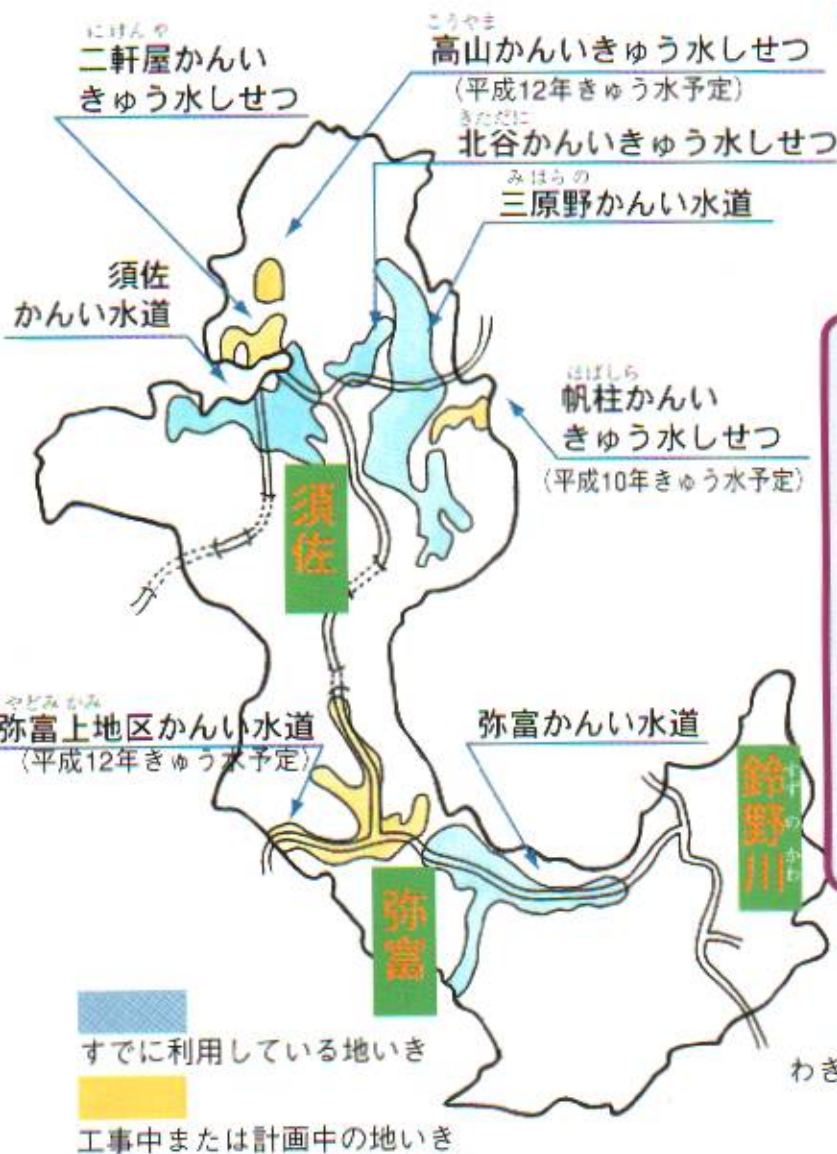 にけんや
二軒屋かんい
きゅう水しせつ
こうやま
高山かんいきゅう水しせつ
(平成12年きゅう水予定)
きただに
北谷かんいきゅう水しせつ
みはらの
三原野かんい水道
須佐
かんい水道
ほばしら
帆柱かんい
きゅう水しせつ
(平成10年きゅう水予定)
須佐
やどみかみ
弥富上地区かんい水道
(平成12年きゅう水予定)
弥富かんい水道
鈴野川
すずのかわ
弥富
すでに利用している地いき
わき
工事中または計画中の地いき